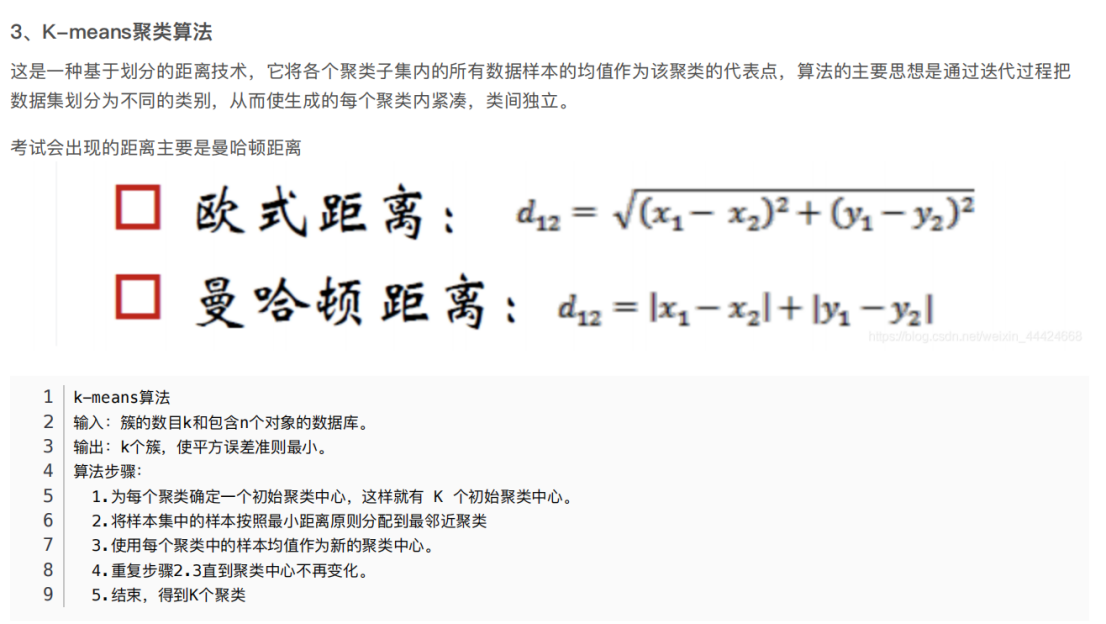 3、K-means聚类算法
这是一种基于划分的距离技术，它将各个聚类子集内的所有数据样本的均值作为该聚类的代表点，算法的主要思想是通过迭代过程把
数据集划分为不同的类别，从而使生成的每个聚类内紧凑，类间独立。
考试会出现的距离主要是曼哈顿距离
欧式距离： d₁₂ = √(x₁ − x₂)² + (y₁ − y₂)²
曼哈顿距离： d₁₂ = |x₁ − x₂| + |y₁ − y₂|
https://blog.csdn.net/weixin_44424668
1 k-means算法
2 输入：簇的数目k和包含n个对象的数据库。
3 输出：k个簇，使平方误差准则最小。
4 算法步骤：
5 1.为每个聚类确定一个初始聚类中心，这样就有 K 个初始聚类中心。
6 2.将样本集中的样本按照最小距离原则分配到最邻近聚类
7 3.使用每个聚类中的样本均值作为新的聚类中心。
8 4.重复步骤2.3直到聚类中心不再变化。
9 5.结束，得到K个聚类